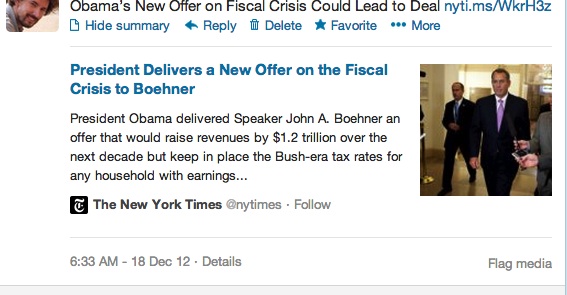 Obama's New Offer on Fiscal Crisis Could Lead to Deal nyti.ms/WkrH3z
Hide summary Reply Delete Favorite More
President Delivers a New Offer on the Fiscal
Crisis to Boehner
President Obama delivered Speaker John A. Boehner an
offer that would raise revenues by $1.2 trillion over the
next decade but keep in place the Bush-era tax rates for
any household with earnings...
The New York Times @nytimes · Follow
6:33 AM - 18 Dec 12 · Details
Flag media